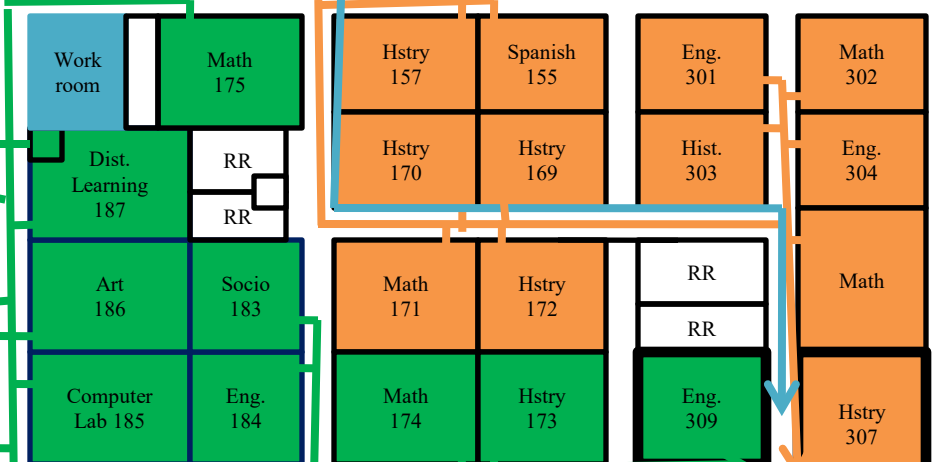 Work
room
Math
175
Hstry
157
Spanish
155
Eng.
301
Math
302
Dist.
Learning
187
RR
RR
Hstry
170
Hstry
169
Hist.
303
Eng.
304
Art
186
Socio
183
Math
171
Hstry
172
RR
RR
Math
Computer
Lab 185
Eng.
184
Math
174
Hstry
173
Eng.
309
Hstry
307